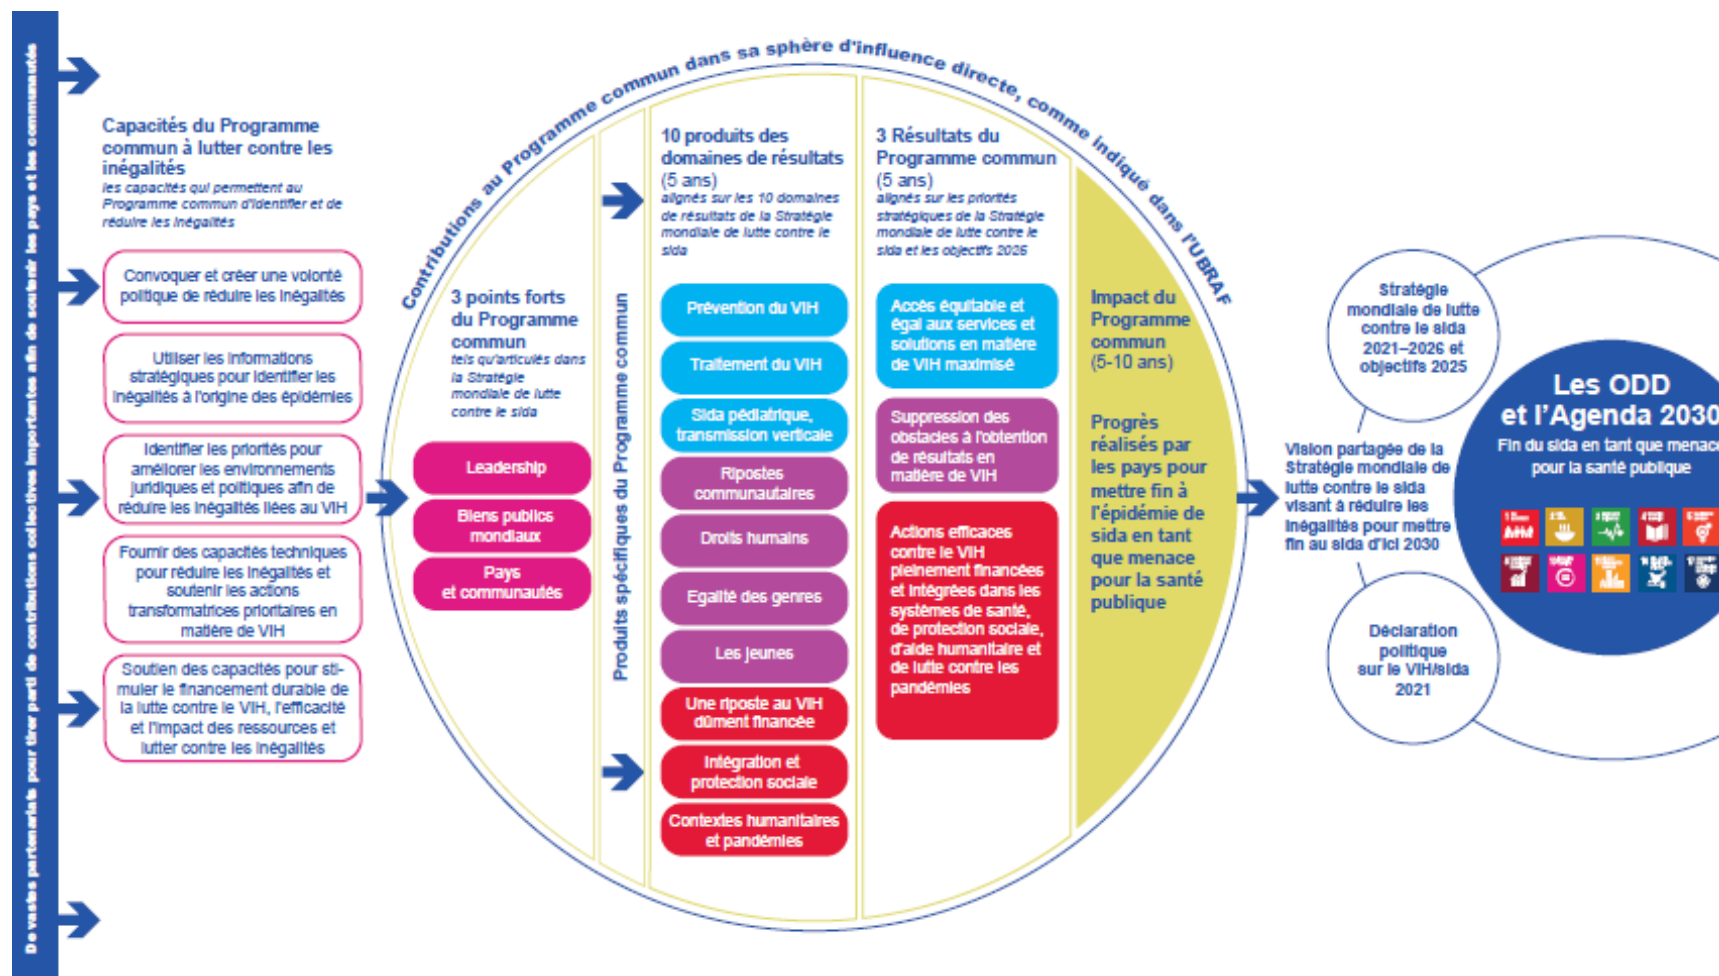 De vastes partenariats pour tirer parti de contributions collectives importantes afin de soutenir les pays et les communautés
Capacités du Programme
commun à lutter contre les
inégalités
les capacités qui permettent au
Programme commun d'identifier et de
réduire les inégalités
Convoquer et créer une volonté
politique de réduire les inégalités
Utiliser les informations
stratégiques pour identifier les
inégalités à l'origine des épidémies
Identifier les priorités pour
améliorer les environnements
juridiques et politiques afin de
réduire les inégalités liées au VIH
Fournir des capacités techniques
pour réduire les inégalités et
soutenir les actions
transformatrices prioritaires en
matière de VIH
Soutien des capacités pour sti-
muler le financement durable de
la lutte contre le VIH, l'efficacité
et l'impact des ressources et
lutter contre les inégalités
Contributions au Programme commun dans sa sphère d'influence directe, comme indiqué dans l'UBRAF
3 points forts
du Programme
commun
tels qu'articulés dans
la Stratégie
mondiale de lutte
contre le sida
Leadership
Biens publics
mondiaux
Pays
et communautés
Produits spécifiques du Programme commun
10 produits des
domaines de résultats
(5 ans)
alignés sur les 10 domaines
de résultats de la Stratégie
mondiale de lutte contre le
sida
Prévention du VIH
Traitement du VIH
Sida pédiatrique,
transmission verticale
Ripostes
communautaires
Droits humains
Egalité des genres
Les jeunes
Une riposte au VIH
dûment financée
Intégration et
protection sociale
Contextes humanitaires
et pandémies
3 Résultats du
Programme commun
(5 ans)
alignés sur les priorités
stratégiques de la Stratégie
mondiale de lutte contre le
sida et les objectifs 2025
Accès équitable et
égal aux services et
solutions en matière
de VIH maximisé
Suppression des
obstacles à l'obtention
de résultats en
matière de VIH
Actions efficaces
contre le VIH
pleinement financées
et intégrées dans les
systèmes de santé,
de protection sociale,
d'aide humanitaire et
de lutte contre les
pandémies
Impact du
Programme
commun
(5-10 ans)
Progrès
réalisés par
les pays pour
mettre fin à
l'épidémie de
sida en tant
que menace
pour la santé
publique
Stratégie
mondiale de lutte
contre le sida
2021–2026 et
objectifs 2025
Vision partagée de la
Stratégie mondiale de
lutte contre le sida
visant à réduire les
inégalités pour mettre
fin au sida d'ici 2030
Déclaration
politique
sur le VIH/sida
2021
Les ODD
et l'Agenda 2030
Fin du sida en tant que menace
pour la santé publique